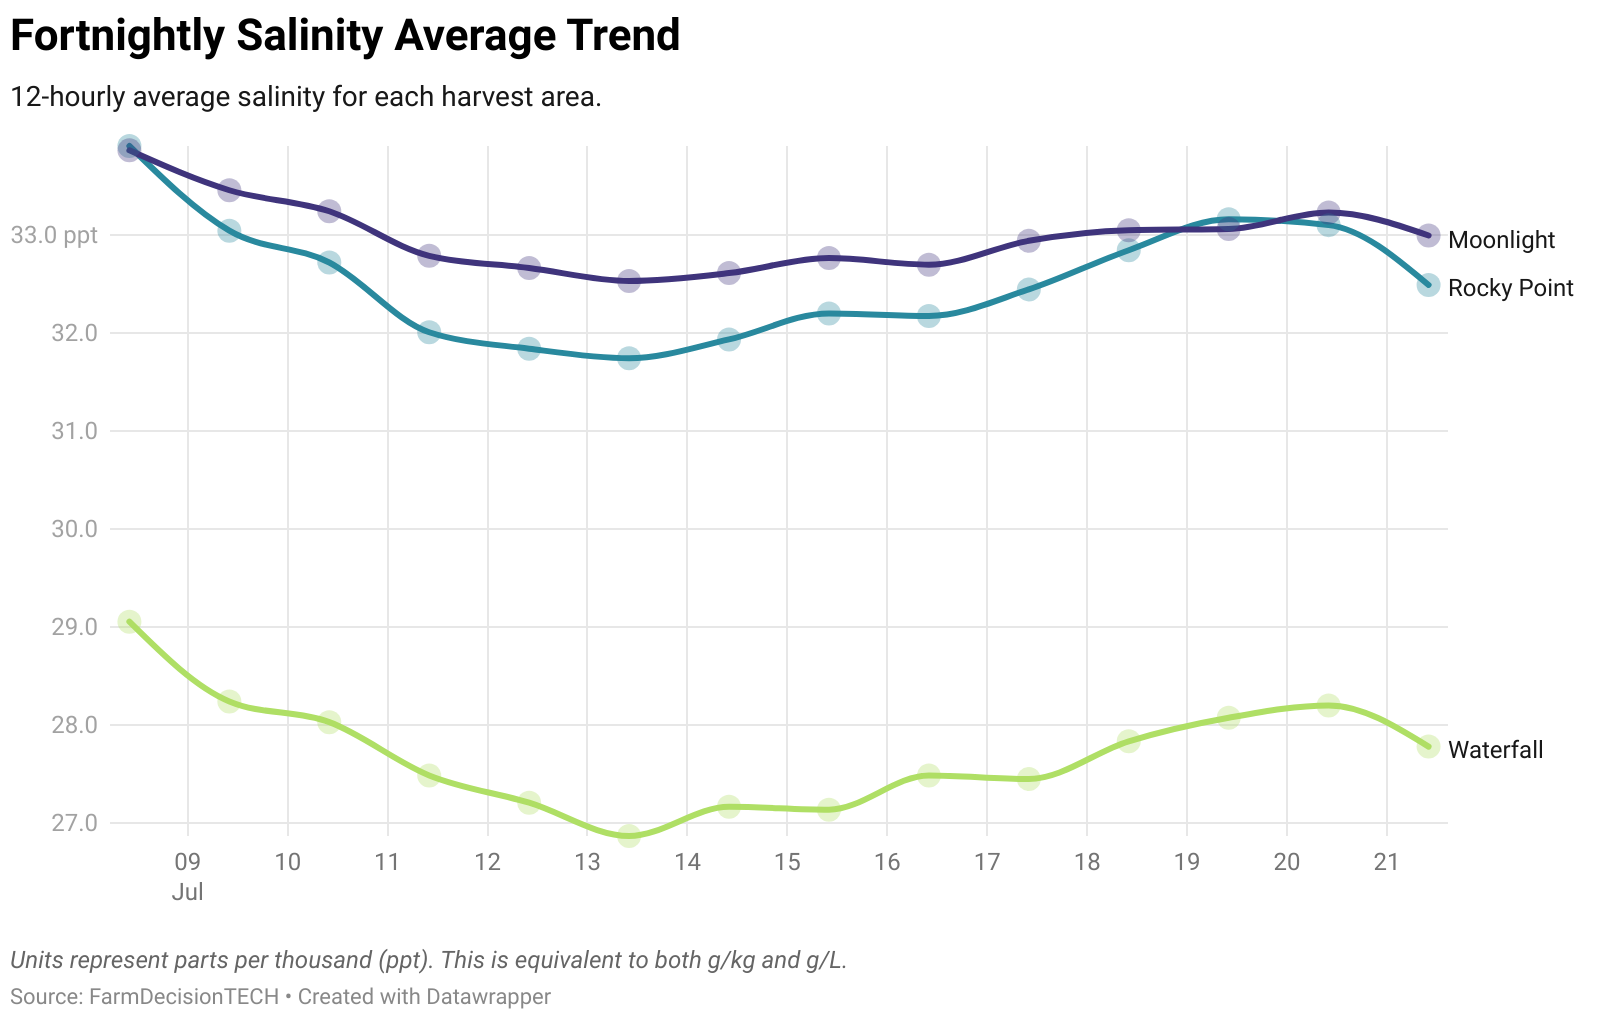 Fortnightly Salinity Average Trend
12-hourly average salinity for each harvest area.
33.0 ppt
32.0
31.0
30.0
29.0
28.0
27.0
Moonlight
Rocky Point
Waterfall
09 10 11 12 13 14 15 16 17 18 19 20 21
Jul
Units represent parts per thousand (ppt). This is equivalent to both g/kg and g/L.
Source: FarmDecisionTECH • Created with Datawrapper